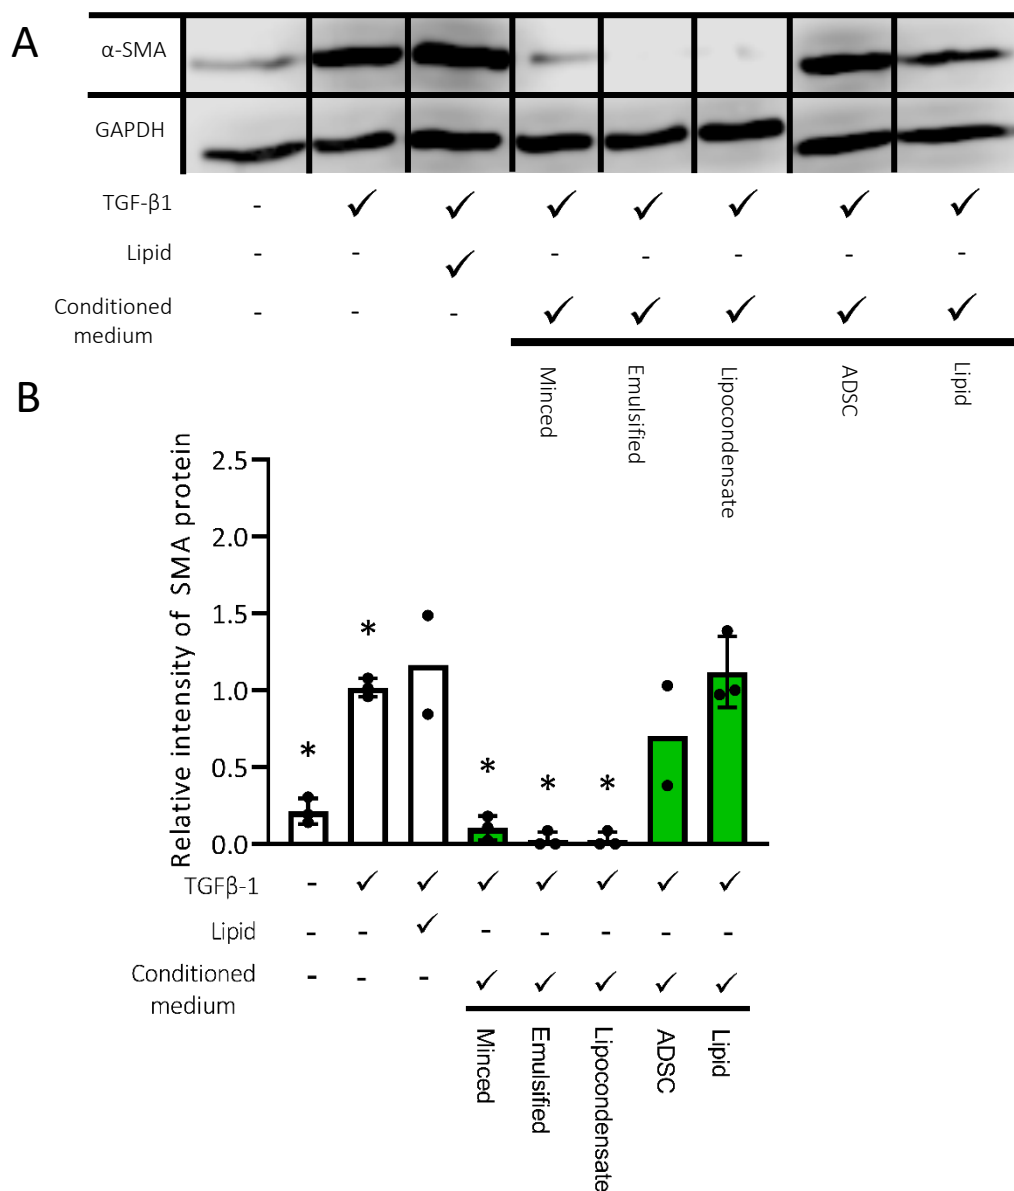 A
α-SMA
GAPDH
TGF-β1 - ✓ ✓ ✓ ✓ ✓ ✓ ✓
Lipid - - ✓ - - - - -
Conditioned
medium - - - ✓ ✓ ✓ ✓ ✓
Minced
Emulsified
Lipocondensate
ADSC
Lipid
B
Relative intensity of SMA protein
2.5
2.0
1.5
1.0
0.5
0.0
* * * * *
TGFβ-1 - ✓ ✓ ✓ ✓ ✓ ✓ ✓
Lipid - - ✓ - - - - -
Conditioned
medium - - - ✓ ✓ ✓ ✓ ✓
Minced
Emulsified
Lipocondensate
ADSC
Lipid